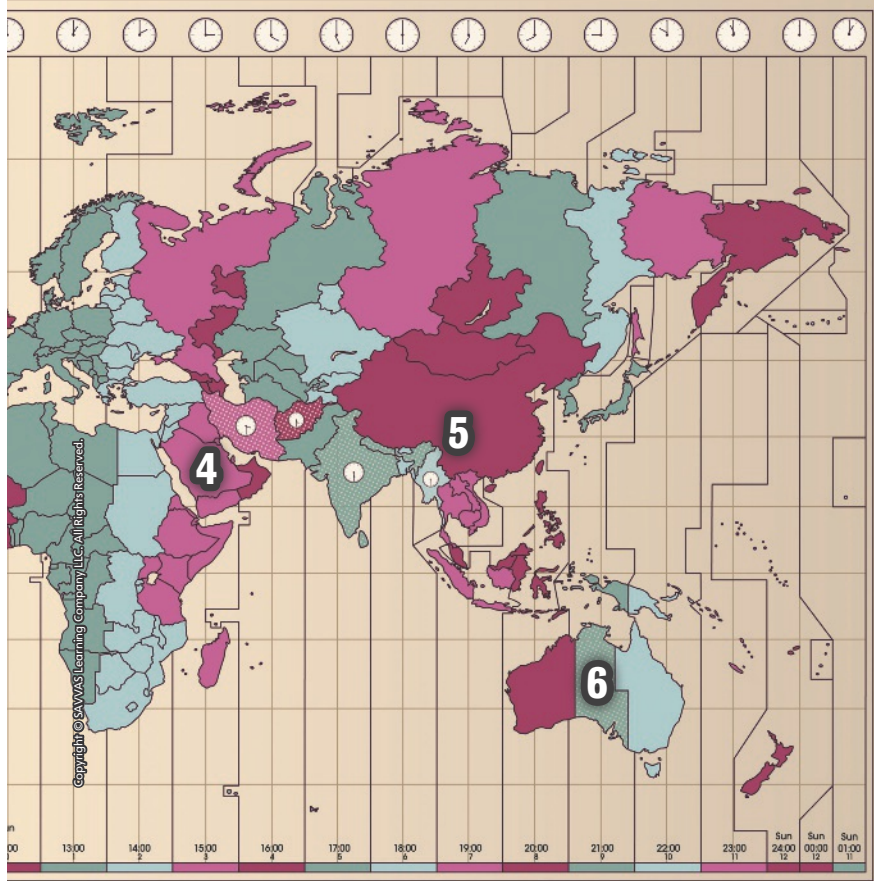 4
5
6
Copyright © SAVVAS Learning Company LLC. All Rights Reserved.
13:00 14:00 15:00 16:00 17:00 18:00 19:00 20:00 21:00 22:00 23:00 Sun 24:00 Sun 00:00 Sun 01:00
1 2 3 4 5 6 7 8 9 10 11 12 12 11